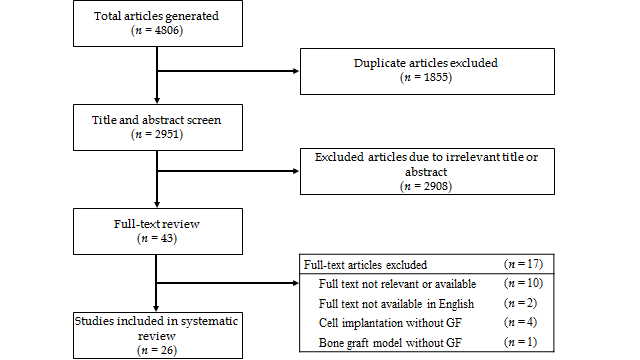 Total articles generated
(n = 4806)
Duplicate articles excluded
(n = 1855)
Title and abstract screen
(n = 2951)
Excluded articles due to irrelevant title or
abstract
(n = 2908)
Full-text review
(n = 43)
Full-text articles excluded (n = 17)
Full text not relevant or available (n = 10)
Full text not available in English (n = 2)
Cell implantation without GF (n = 4)
Bone graft model without GF (n = 1)
Studies included in systematic
review
(n = 26)